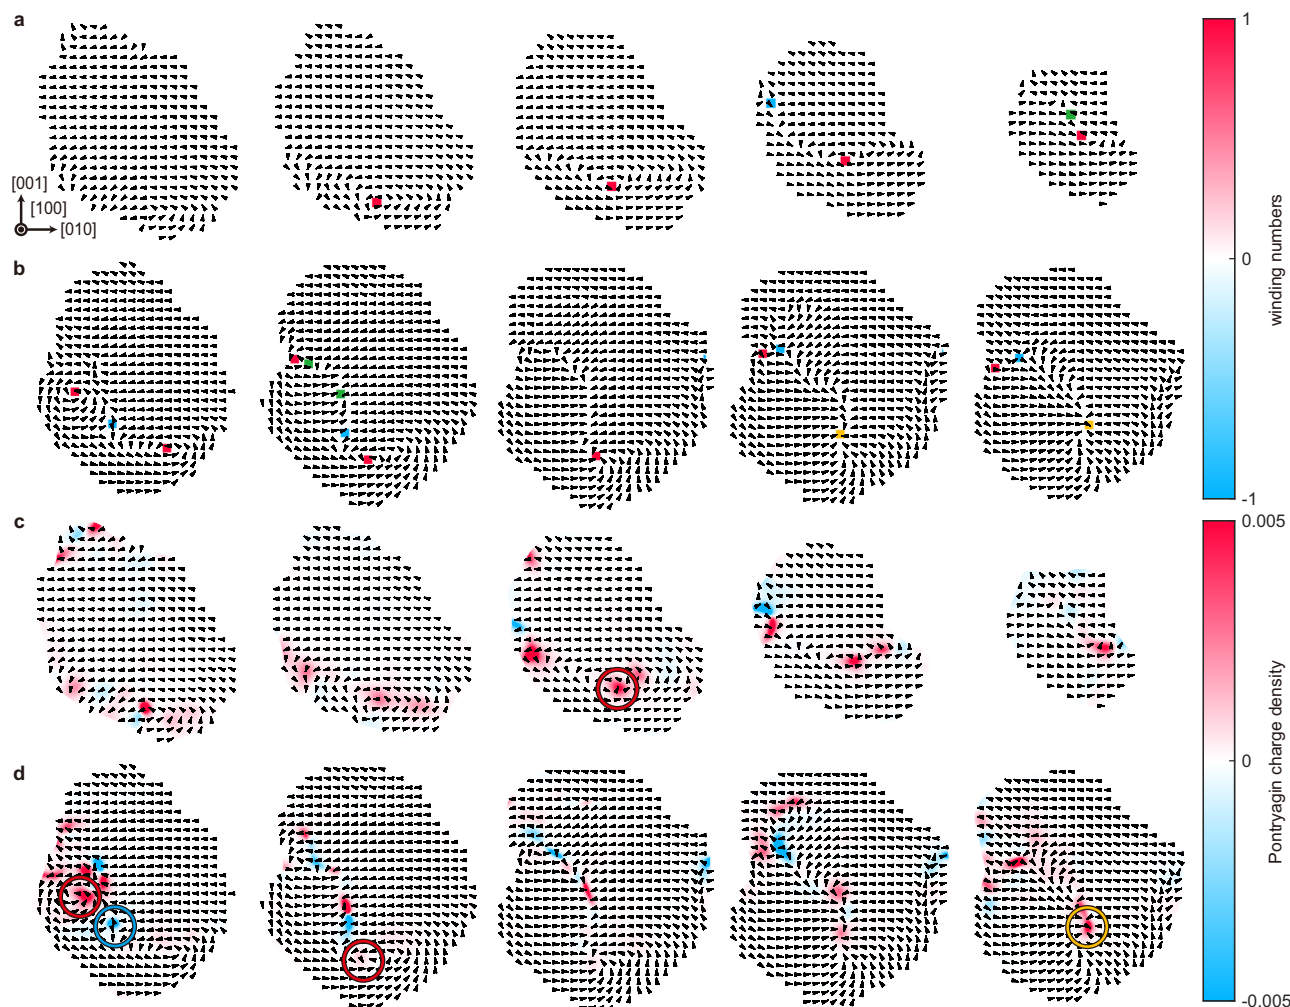 a
[001]
[100]
[010]
b
c
d
1
0
-1
winding numbers
0.005
0
-0.005
Pontryagin charge density